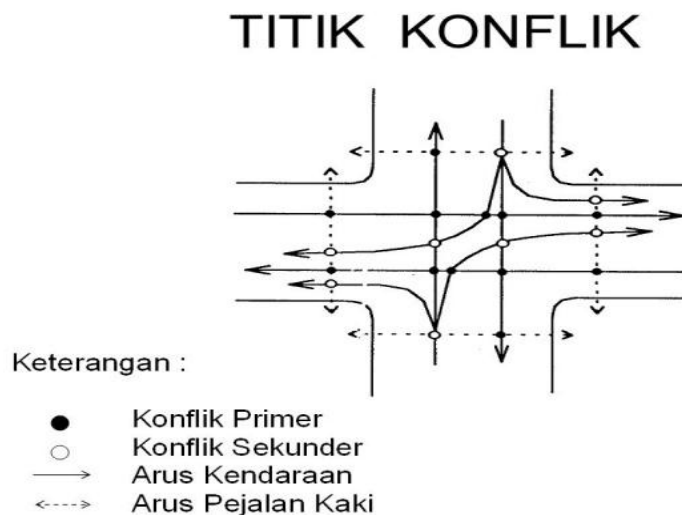 TITIK KONFLIK
Keterangan :
Konflik Primer
Konflik Sekunder
Arus Kendaraan
Arus Pejalan Kaki